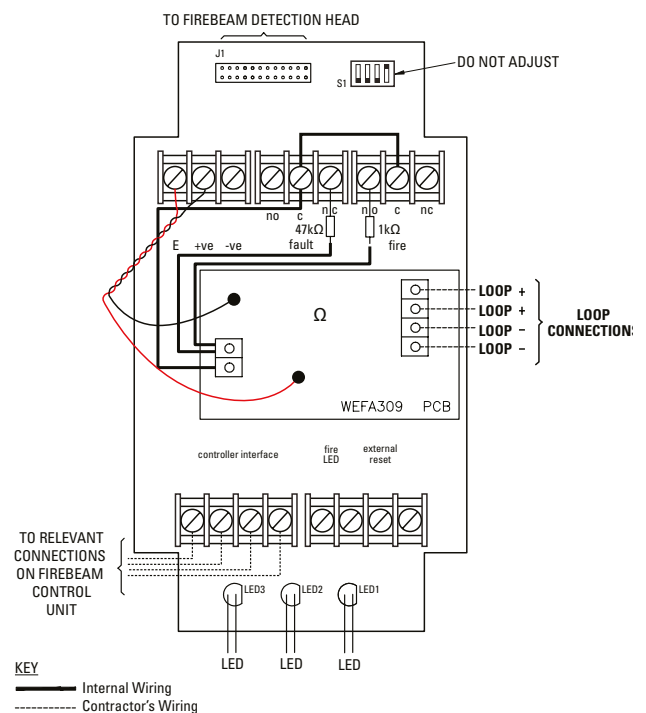 TO FIREBEAM DETECTION HEAD
J1
S1
DO NOT ADJUST
no c nc no c nc
47kΩ 1kΩ
E +ve -ve fault fire
Ω
LOOP +
LOOP +
LOOP –
LOOP –
LOOP
CONNECTION
WEFA309 PCB
controller interface
fire
LED
external
reset
TO RELEVANT
CONNECTIONS
ON FIREBEAM
CONTROL
UNIT
LED3 LED2 LED1
LED LED LED
KEY
Internal Wiring
Contractor's Wiring